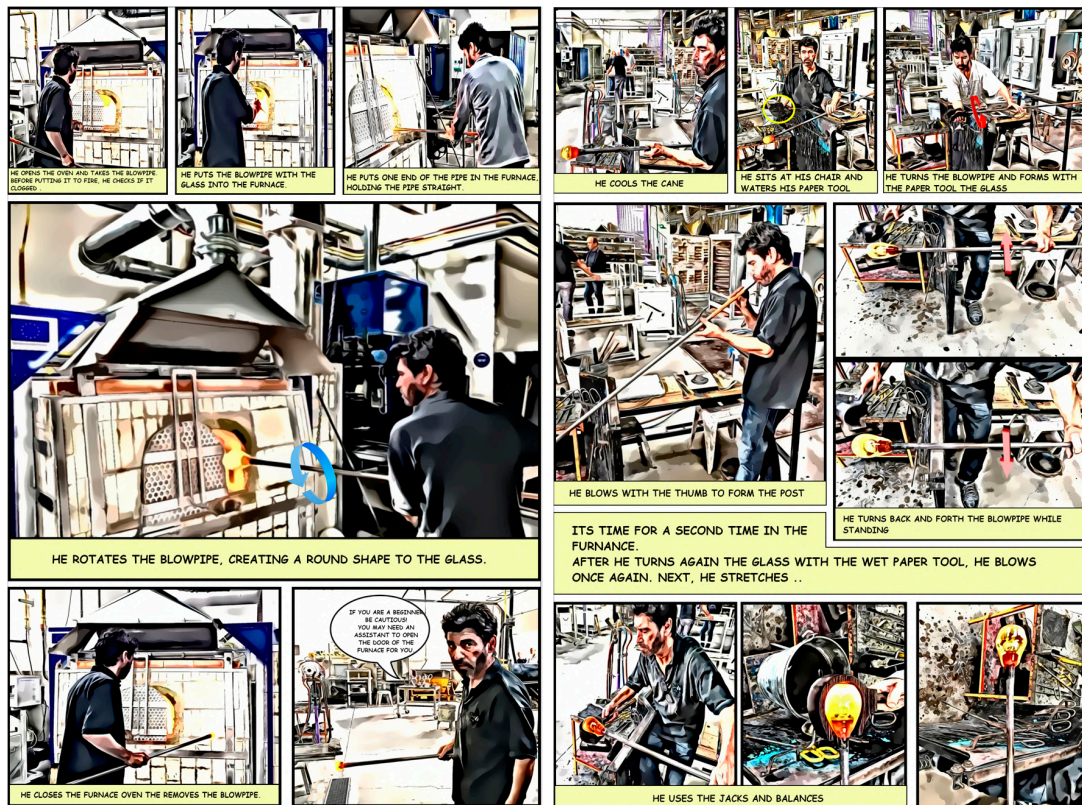 HE OPENS THE OVEN AND TAKES THE BLOWPIPE.
BEFORE PUTTING IT TO FIRE, HE CHECKS IF IT
CLOGGED .
HE PUTS THE BLOWPIPE WITH THE
GLASS INTO THE FURNACE.
HE PUTS ONE END OF THE PIPE IN THE FURNACE,
HOLDING THE PIPE STRAIGHT.
HE ROTATES THE BLOWPIPE, CREATING A ROUND SHAPE TO THE GLASS.
HE CLOSES THE FURNACE OVEN THE REMOVES THE BLOWPIPE.
IF YOU ARE A BEGINNER
BE CAUTIOUS!
YOU MAY NEED AN
ASSISTANT TO OPEN
THE DOOR OF THE
FURNACE FOR YOU.
HE COOLS THE CANE
HE SITS AT HIS CHAIR AND
WATERS HIS PAPER TOOL
HE TURNS THE BLOWPIPE AND FORMS WITH
THE PAPER TOOL THE GLASS
HE BLOWS WITH THE THUMB TO FORM THE POST
HE TURNS BACK AND FORTH THE BLOWPIPE WHILE
STANDING
ITS TIME FOR A SECOND TIME IN THE
FURNANCE.
AFTER HE TURNS AGAIN THE GLASS WITH THE WET PAPER TOOL, HE BLOWS
ONCE AGAIN. NEXT, HE STRETCHES ..
HE USES THE JACKS AND BALANCES